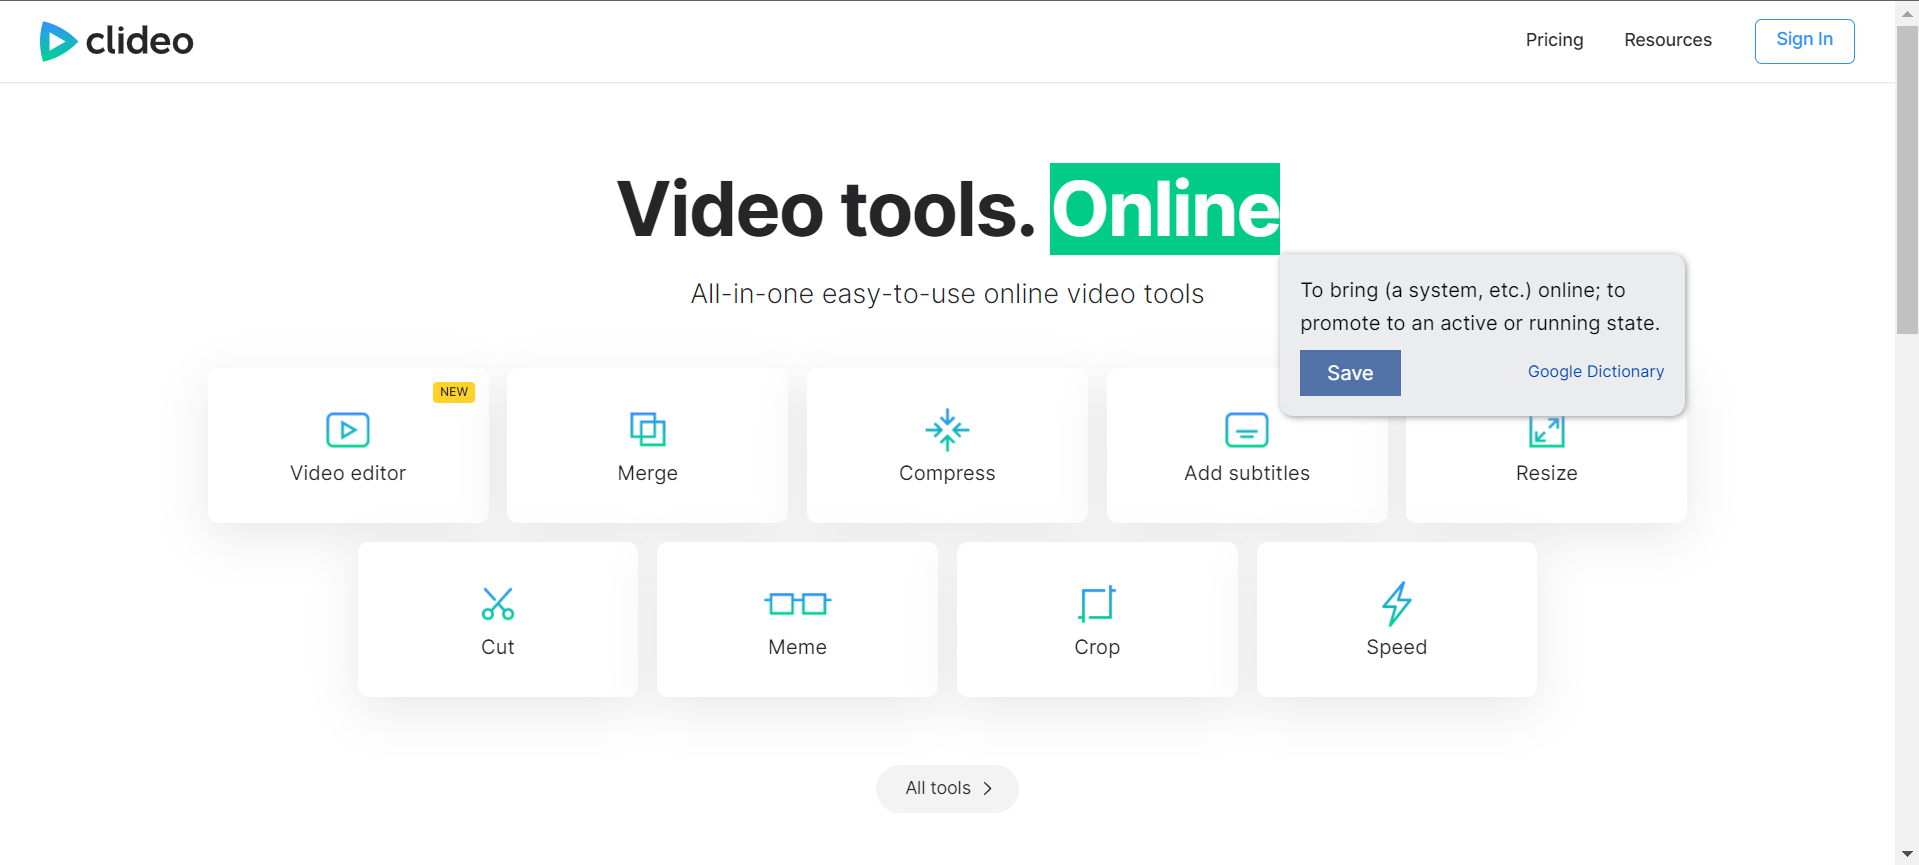 clideo
Pricing
Resources
Sign In
Video tools. Online
All-in-one easy-to-use online video tools
To bring (a system, etc.) online; to
promote to an active or running state.
Save
Google Dictionary
NEW
Video editor
Merge
Compress
Add subtitles
Resize
Cut
Meme
Crop
Speed
All tools